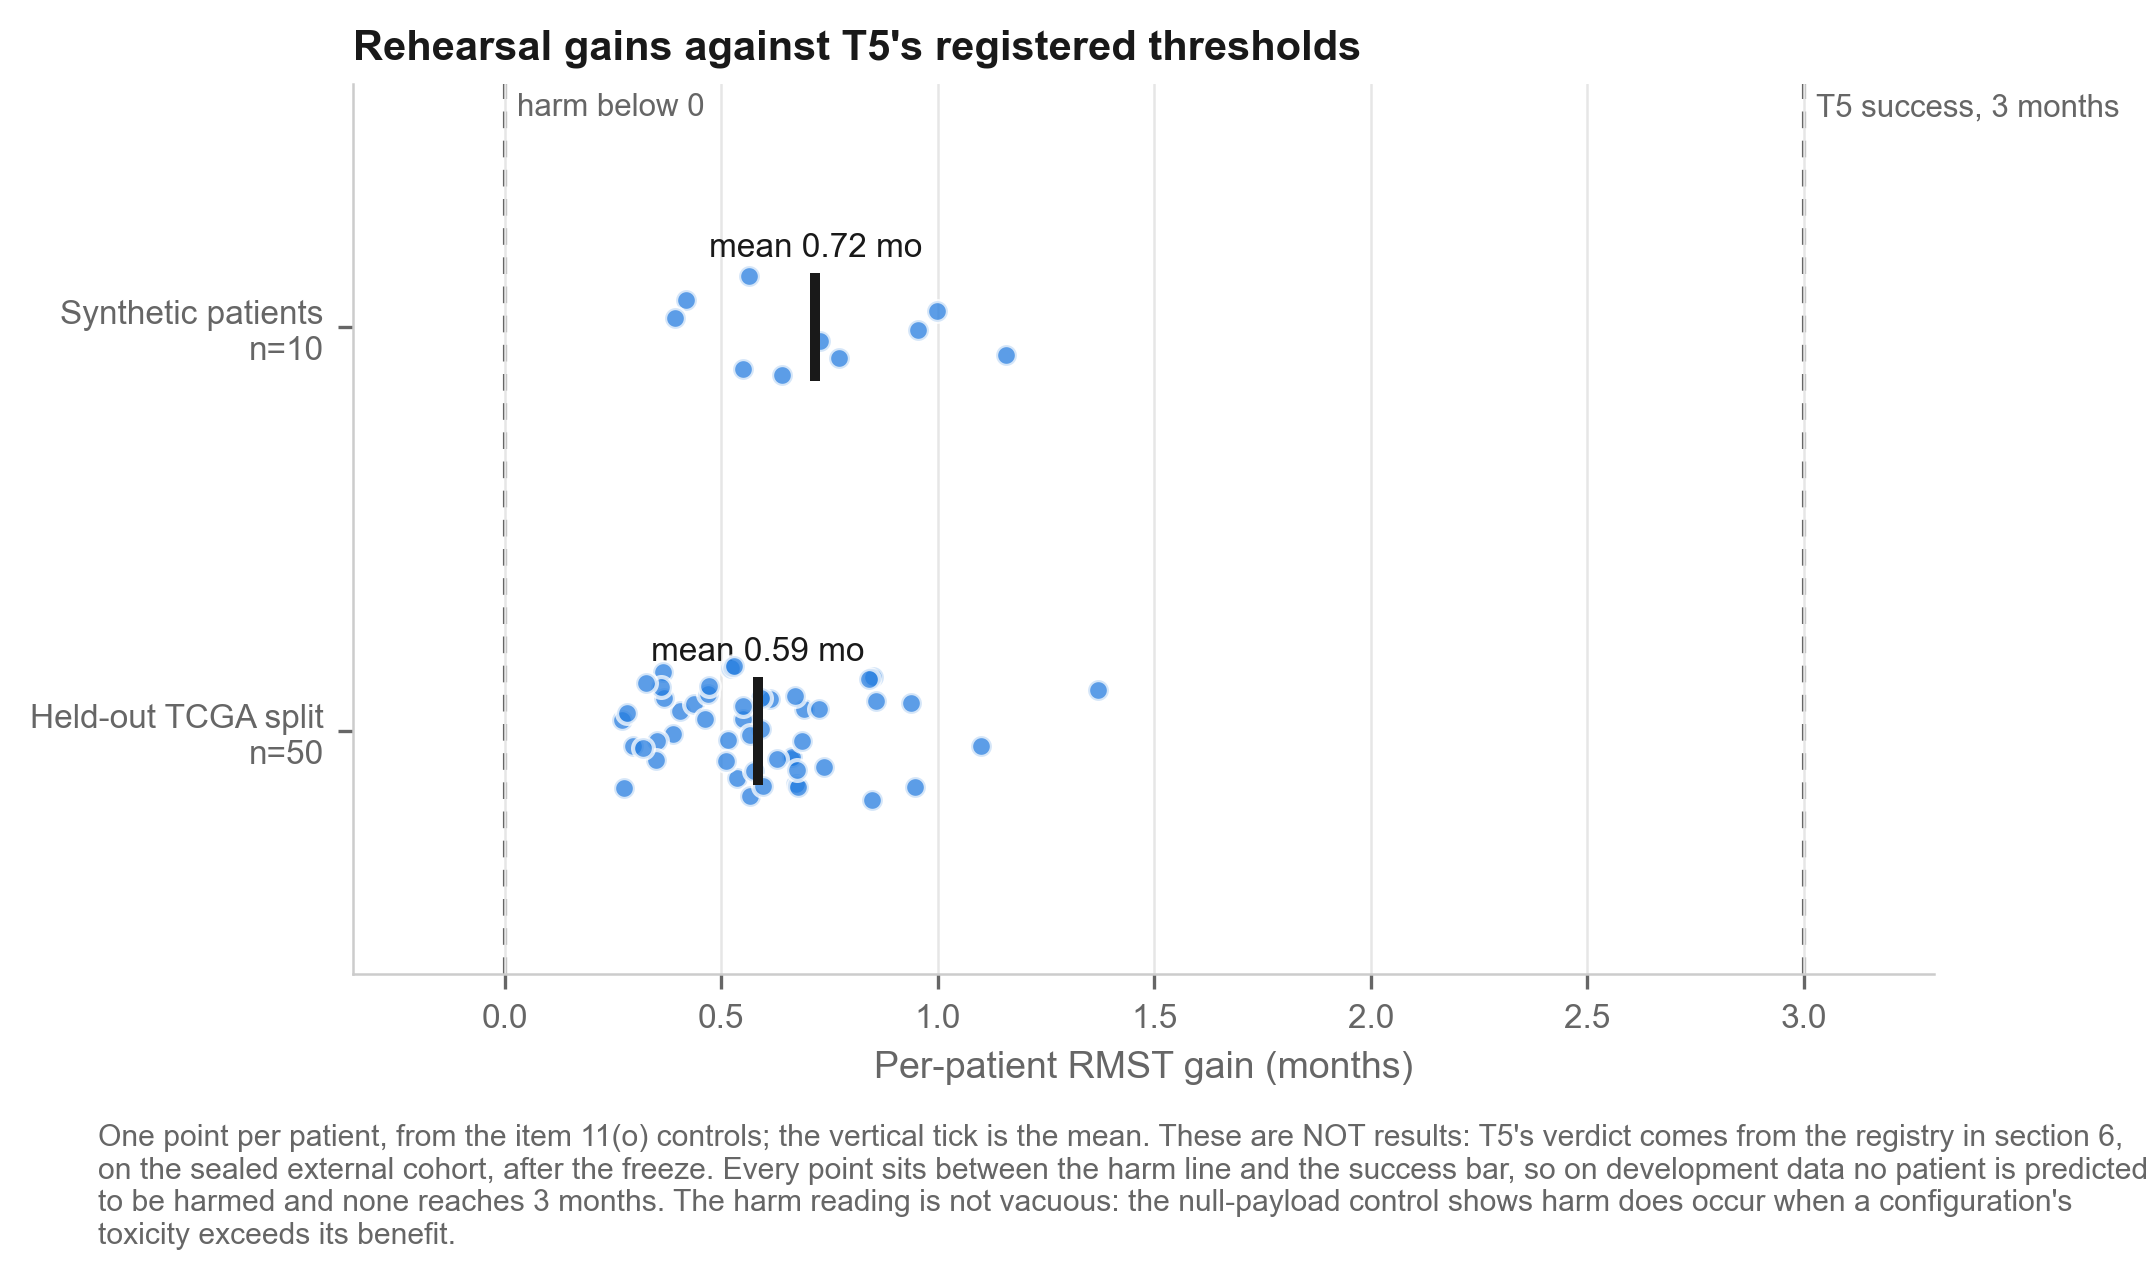 Rehearsal gains against T5's registered thresholds
harm below 0
T5 success, 3 months
mean 0.72 mo
Synthetic patients
n=10
mean 0.59 mo
Held-out TCGA split
n=50
0.0 0.5 1.0 1.5 2.0 2.5 3.0
Per-patient RMST gain (months)
One point per patient, from the item 11(o) controls; the vertical tick is the mean. These are NOT results: T5's verdict comes from the registry in section 6,
on the sealed external cohort, after the freeze. Every point sits between the harm line and the success bar, so on development data no patient is predicted
to be harmed and none reaches 3 months. The harm reading is not vacuous: the null-payload control shows harm does occur when a configuration's
toxicity exceeds its benefit.